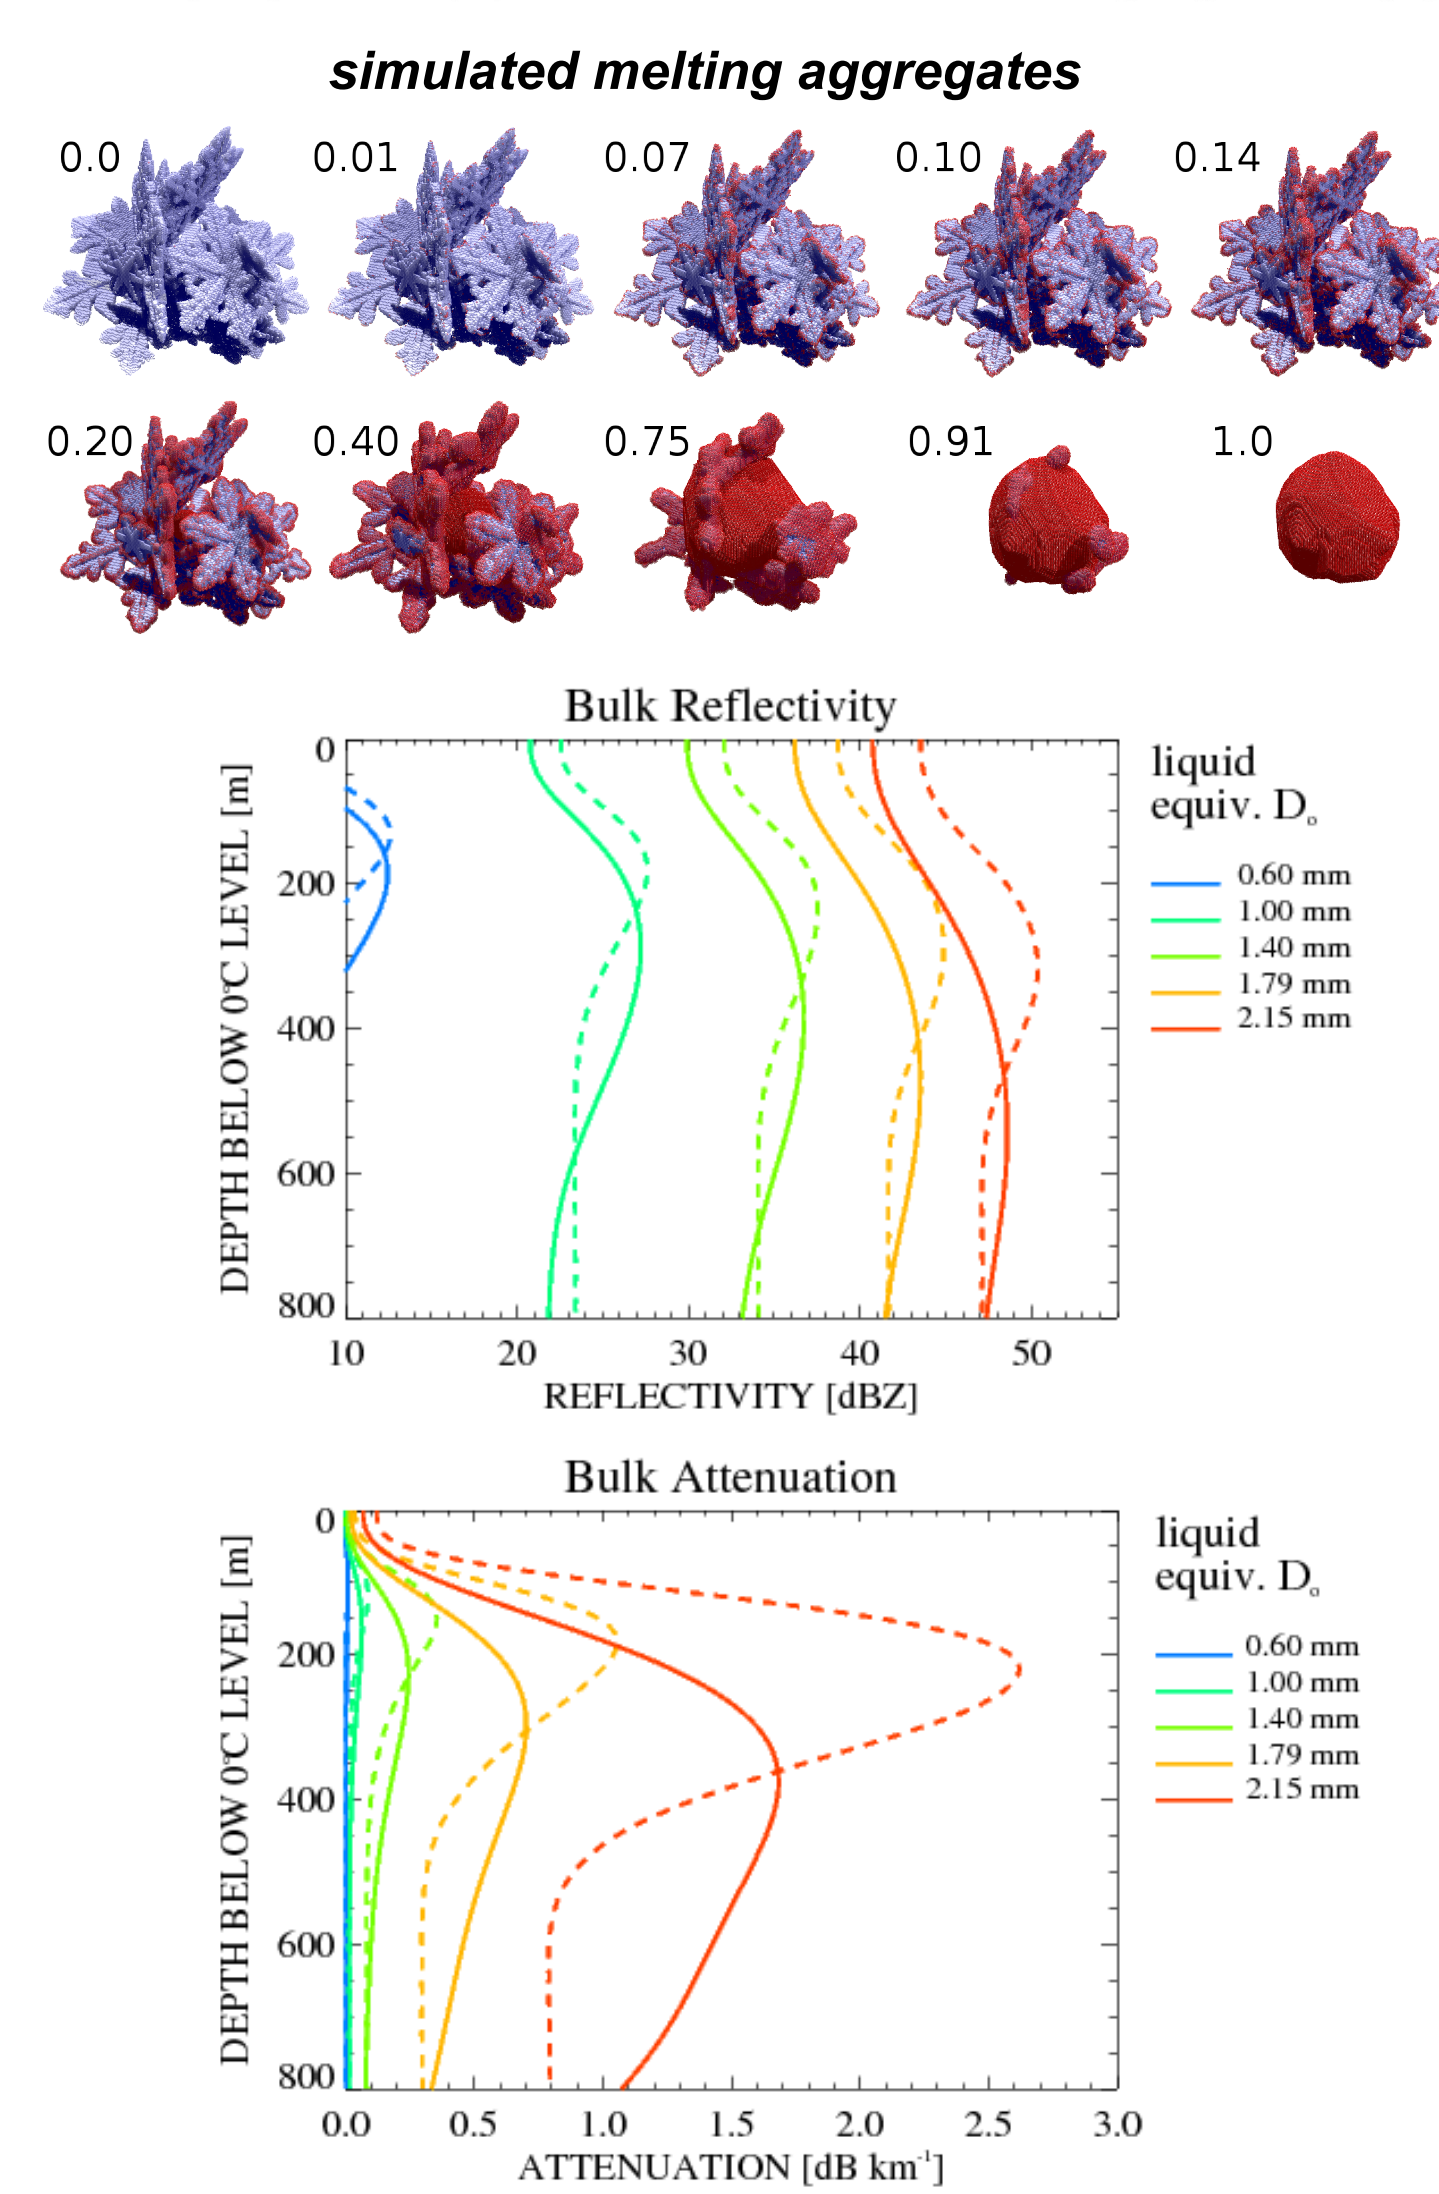 simulated melting aggregates
0.0 0.01 0.07 0.10 0.14
0.20 0.40 0.75 0.91 1.0
Bulk Reflectivity
DEPTH BELOW 0°C LEVEL [m]
0
200
400
600
800
10 20 30 40 50
REFLECTIVITY [dBZ]
liquid
equiv. Dₒ
0.60 mm
1.00 mm
1.40 mm
1.79 mm
2.15 mm
Bulk Attenuation
DEPTH BELOW 0°C LEVEL [m]
0
200
400
600
800
0.0 0.5 1.0 1.5 2.0 2.5 3.0
ATTENUATION [dB km⁻¹]
liquid
equiv. Dₒ
0.60 mm
1.00 mm
1.40 mm
1.79 mm
2.15 mm